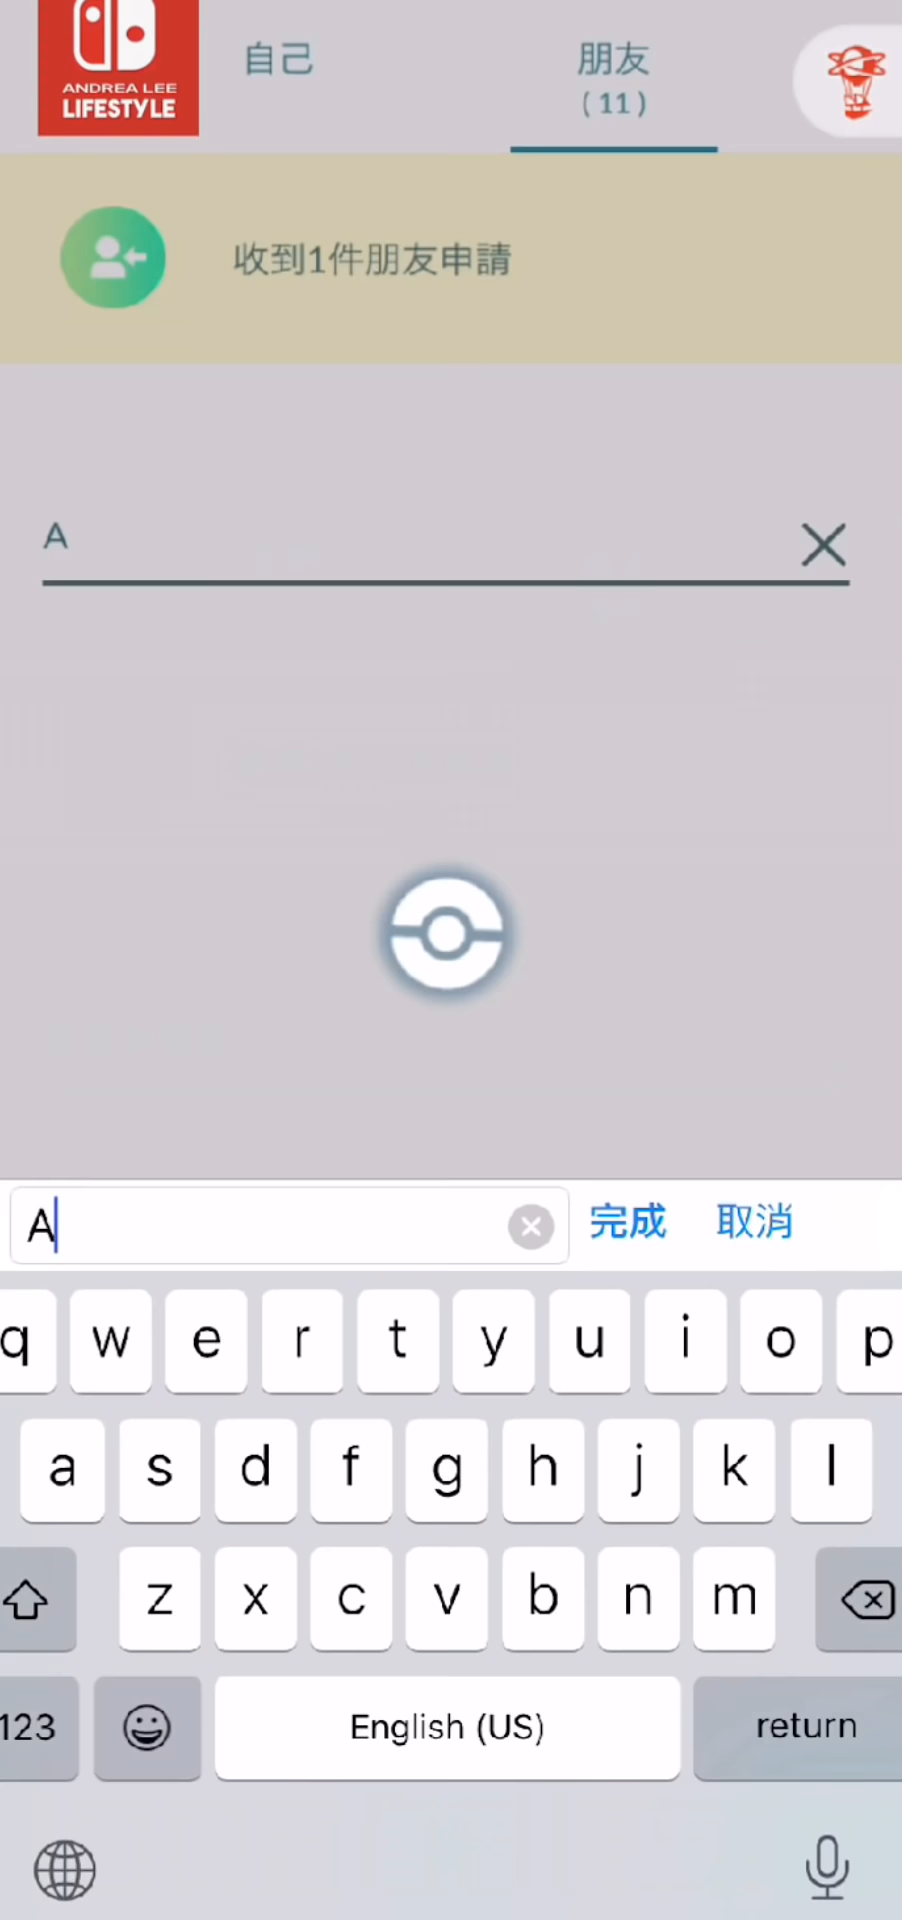 ANDREA LEE
LIFESTYLE
自己
朋友
(11)
收到1件朋友申請
A
A
完成
取消
q w e r t y u i o p
a s d f g h j k l
z x c v b n m
123
English (US)
return